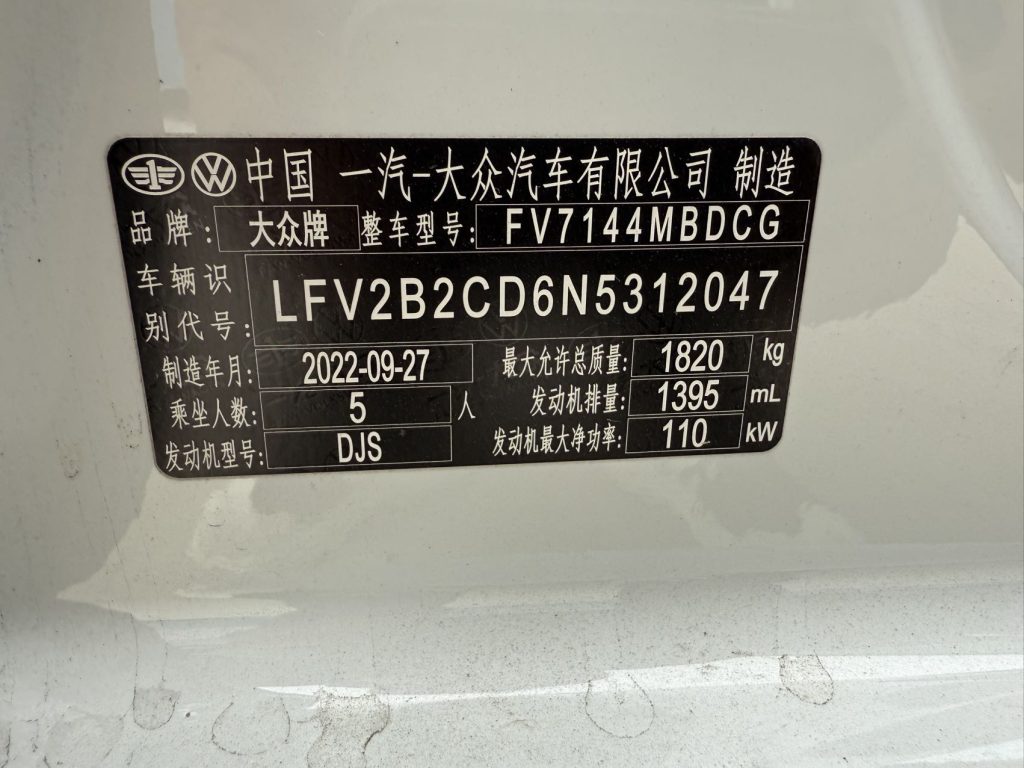 中国 一汽-大众汽车有限公司 制造
品牌: 大众牌 整车型号: FV7144MBDCG
车辆识别代号: LFV2B2CD6N5312047
制造年月: 2022-09-27 最大允许总质量: 1820 kg
乘坐人数: 5 人 发动机排量: 1395 mL
发动机型号: DJS 发动机最大净功率: 110 kW